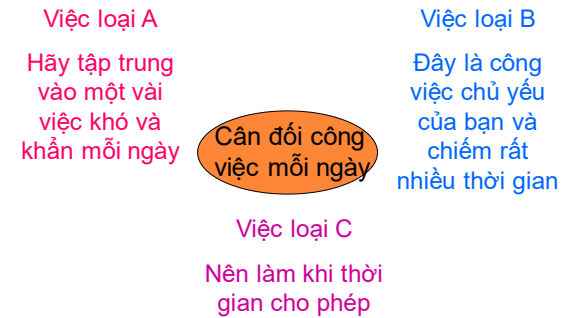 Việc loại A
Hãy tập trung
vào một vài
việc khó và
khẩn mỗi ngày
Việc loại B
Đây là công
việc chủ yếu
của bạn và
chiếm rất
nhiều thời gian
Cân đối công
việc mỗi ngày
Việc loại C
Nên làm khi thời
gian cho phép